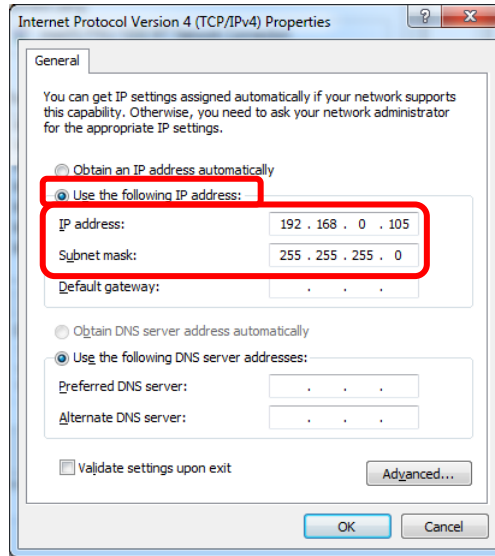 Internet Protocol Version 4 (TCP/IPv4) Properties
?
X
General
You can get IP settings assigned automatically if your network supports
this capability. Otherwise, you need to ask your network administrator
for the appropriate IP settings.
Obtain an IP address automatically
Use the following IP address:
IP address: 192 . 168 . 0 . 105
Subnet mask: 255 . 255 . 255 . 0
Default gateway: . . .
Obtain DNS server address automatically
Use the following DNS server addresses:
Preferred DNS server: . . .
Alternate DNS server: . . .
Validate settings upon exit
Advanced...
OK Cancel